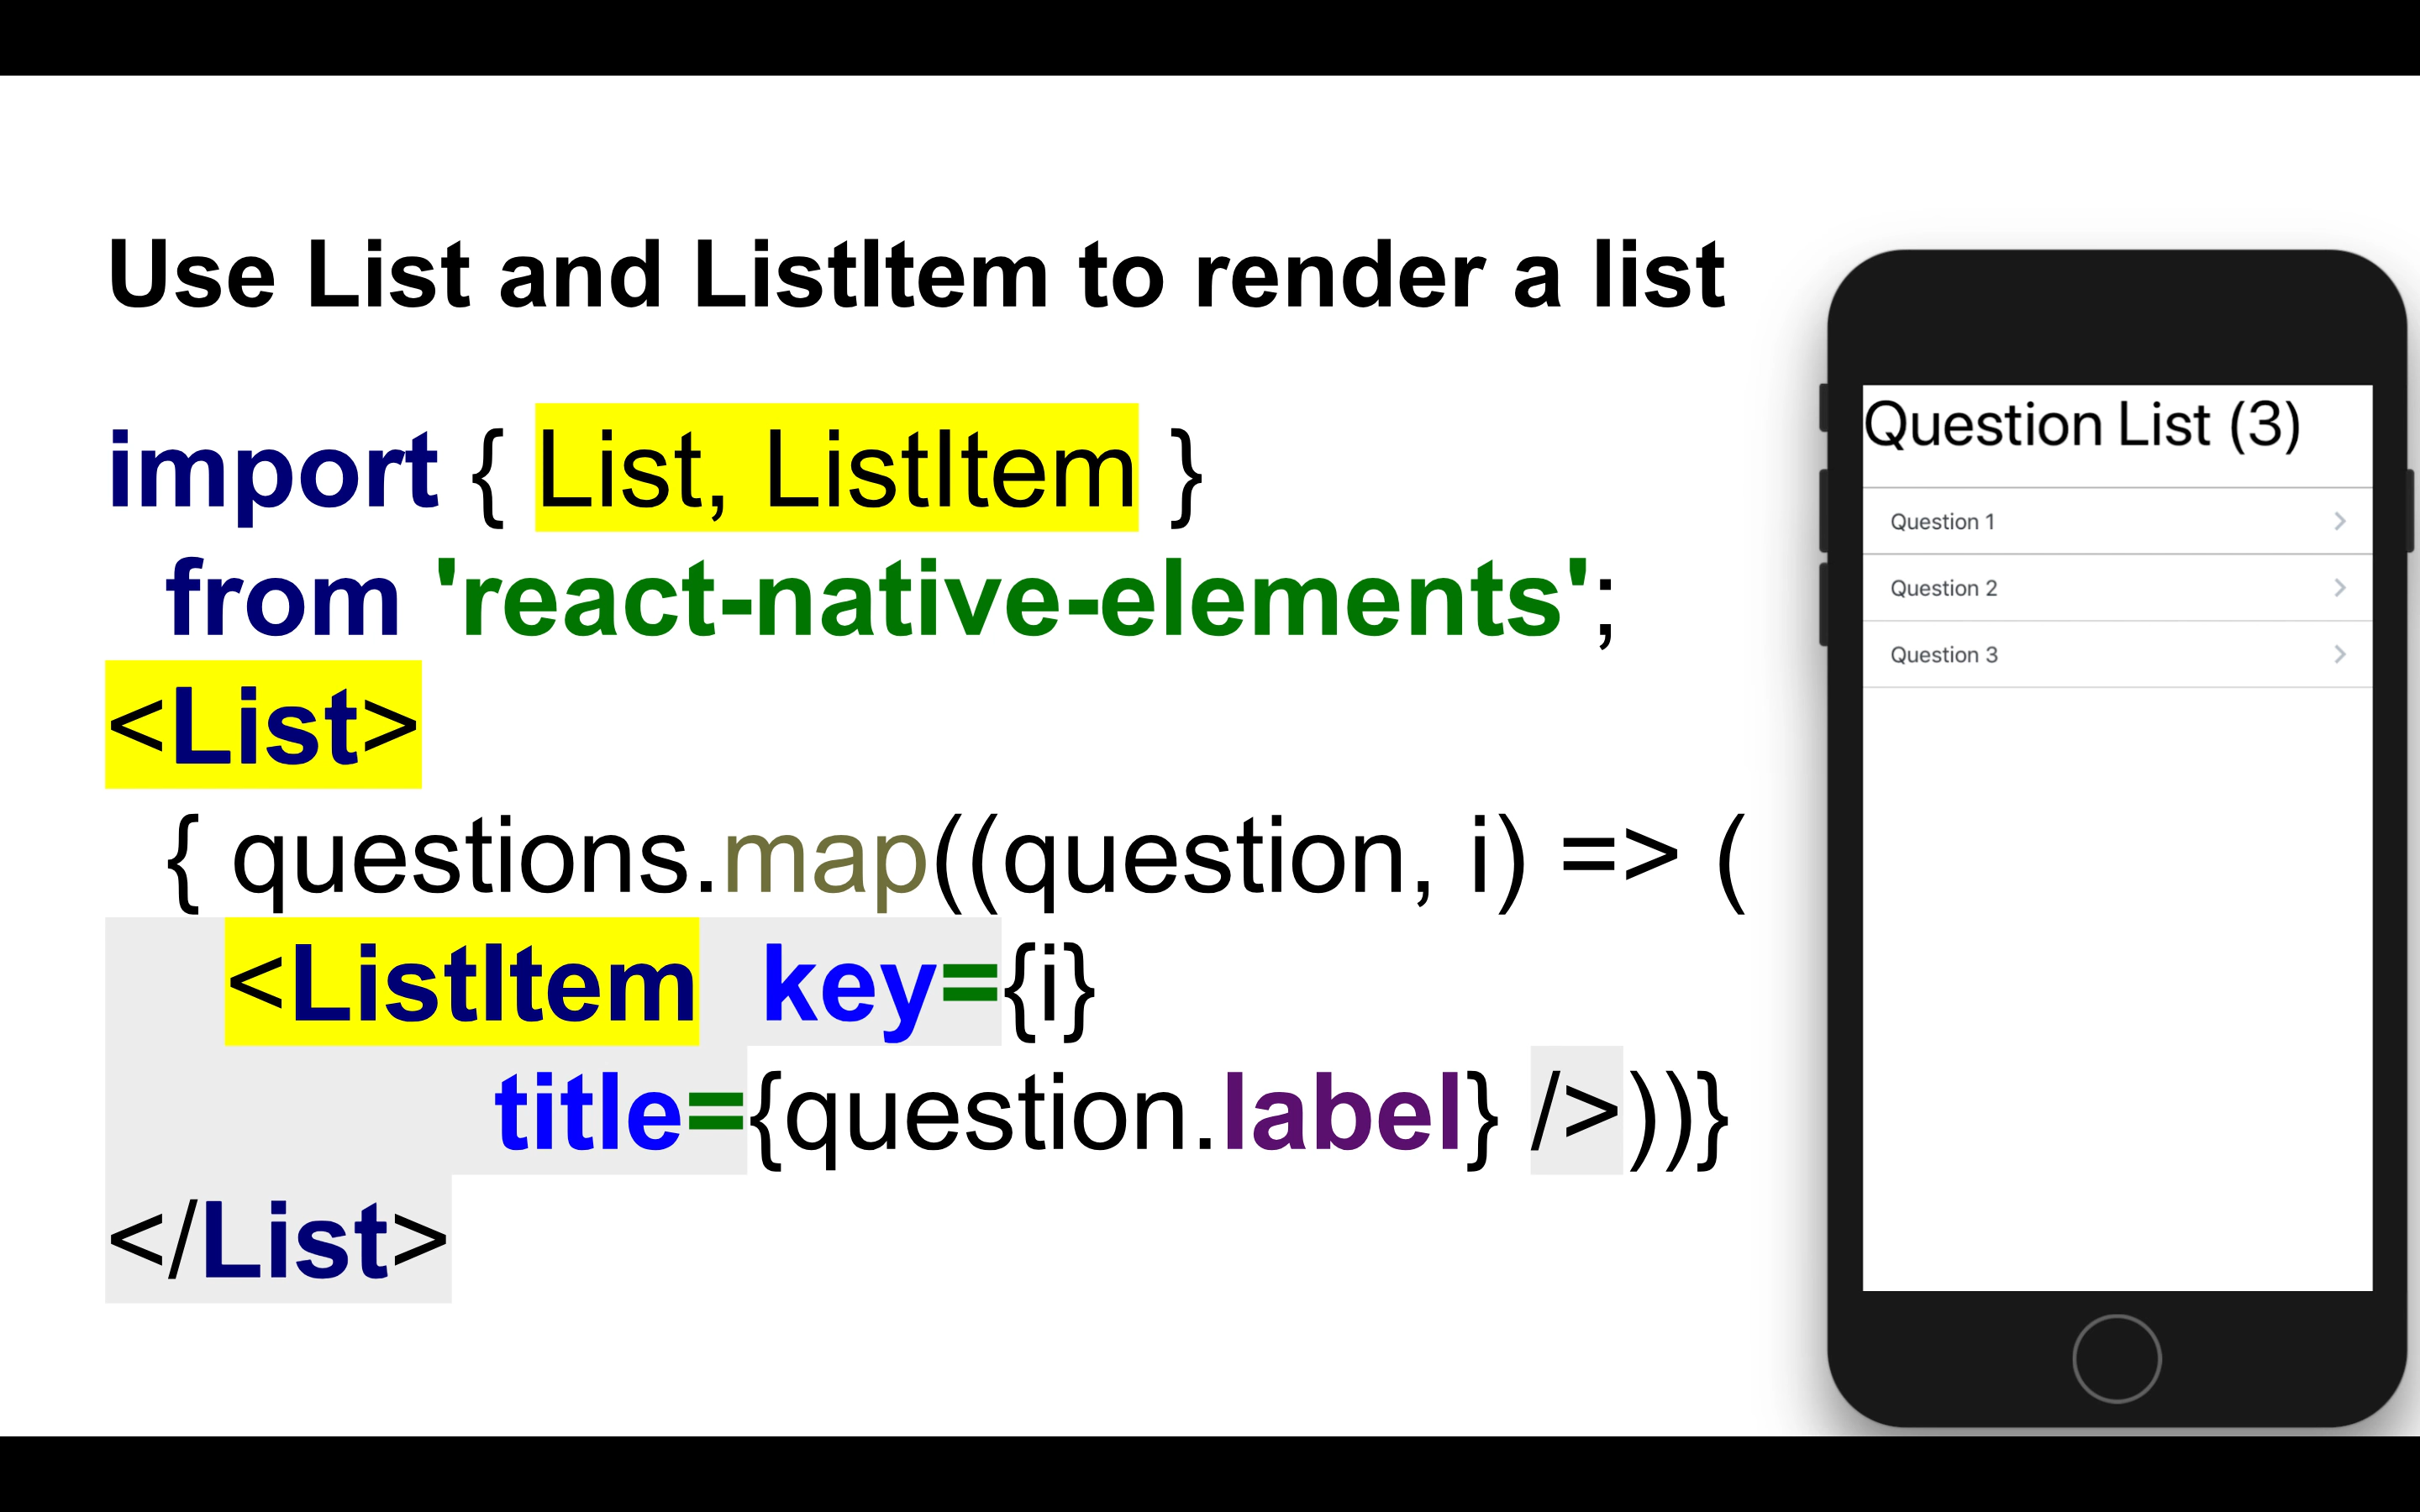 Use List and ListItem to render a list
import { List, ListItem }
from 'react-native-elements';
<List>
{ questions.map((question, i) => (
<ListItem key={i}
title={question.label} />))}
</List>
Question List (3)
Question 1
Question 2
Question 3